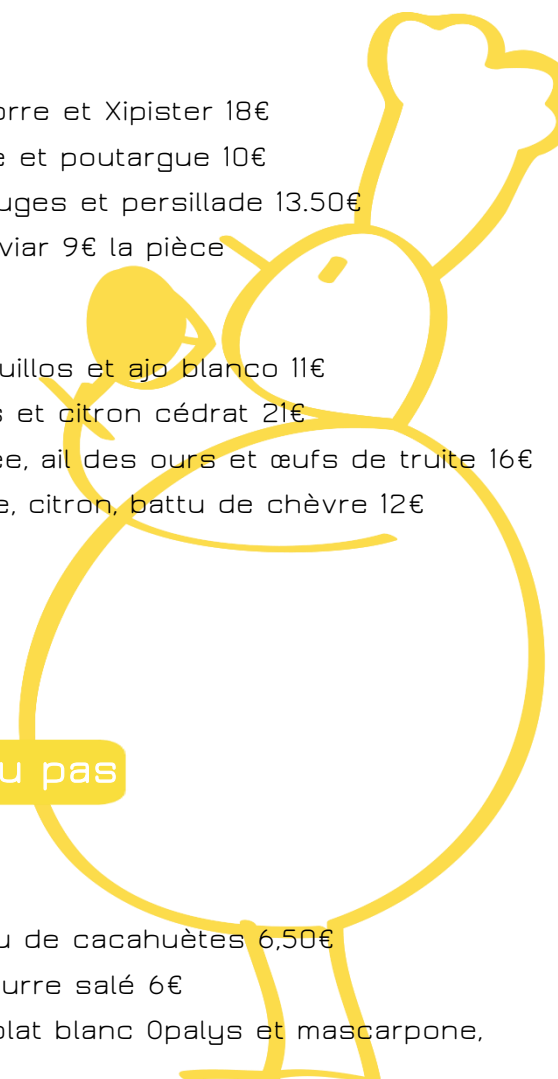 orre et Xipister 18€
e et poutargue 10€
uges et persillade 13.50€
viar 9€ la pièce
uillos et ajo blanco 11€
s et citron cédrat 21€
ée, ail des ours et œufs de truite 16€
e, citron, battu de chèvre 12€
u pas
u de cacahuètes 6,50€
urre salé 6€
olat blanc Opalys et mascarpone,